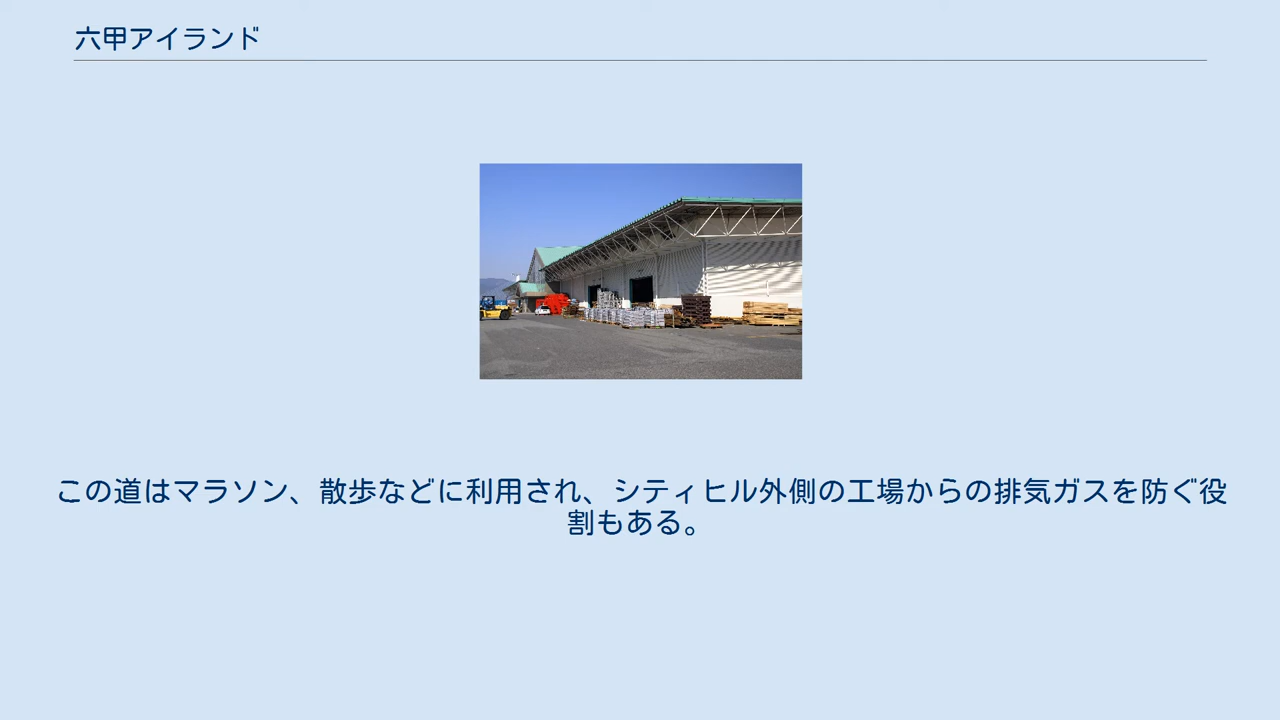 六甲アイランド
この道はマラソン、散歩などに利用され、シティヒル外側の工場からの排気ガスを防ぐ役
割もある。